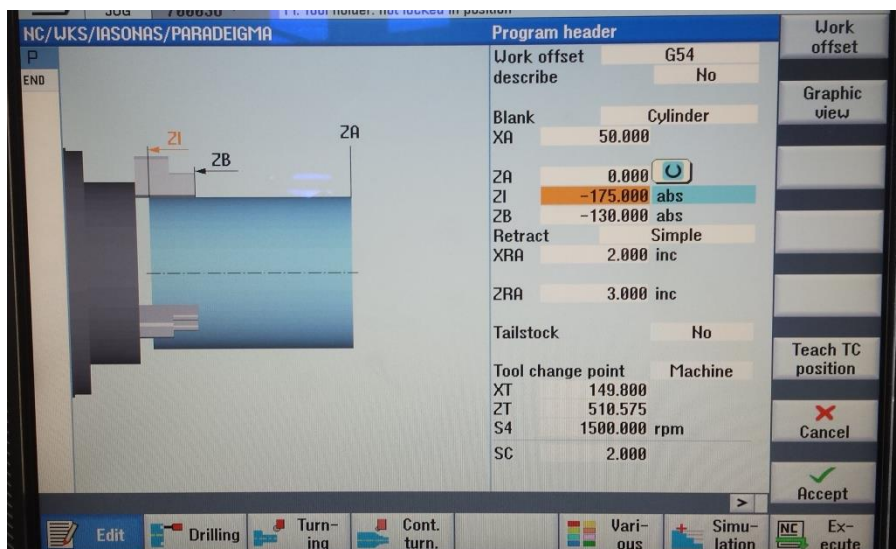 JOG
NC/WKS/IASONAS/PARADEIGMA
P
END
ZI
ZB
ZA
Program header
Work offset G54
describe No
Blank Cylinder
XA 50.000
ZA 0.000
ZI -175.000 abs
ZB -130.000 abs
Retract Simple
XRA 2.000 inc
ZRA 3.000 inc
Tailstock No
Tool change point Machine
XT 149.800
ZT 510.575
S4 1500.000 rpm
SC 2.000
>
Work
offset
Graphic
view
Teach TC
position
Cancel
Accept
Edit
Drilling
Turn-
ing
Cont.
turn.
Vari-
ous
Simu-
lation
NC Ex-
ecute